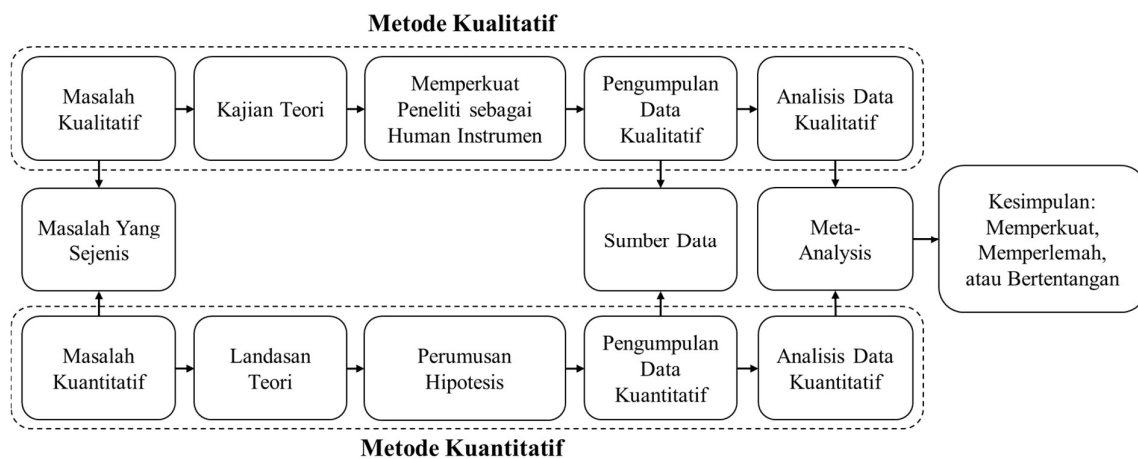 Metode Kualitatif
Masalah
Kualitatif
Kajian Teori
Memperkuat
Peneliti sebagai
Human Instrumen
Pengumpulan
Data
Kualitatif
Analisis Data
Kualitatif
Masalah Yang
Sejenis
Sumber Data
Meta-
Analysis
Kesimpulan:
Memperkuat,
Memperlemah,
atau Bertentangan
Masalah
Kuantitatif
Landasan
Teori
Perumusan
Hipotesis
Pengumpulan
Data
Kuantitatif
Analisis Data
Kuantitatif
Metode Kuantitatif